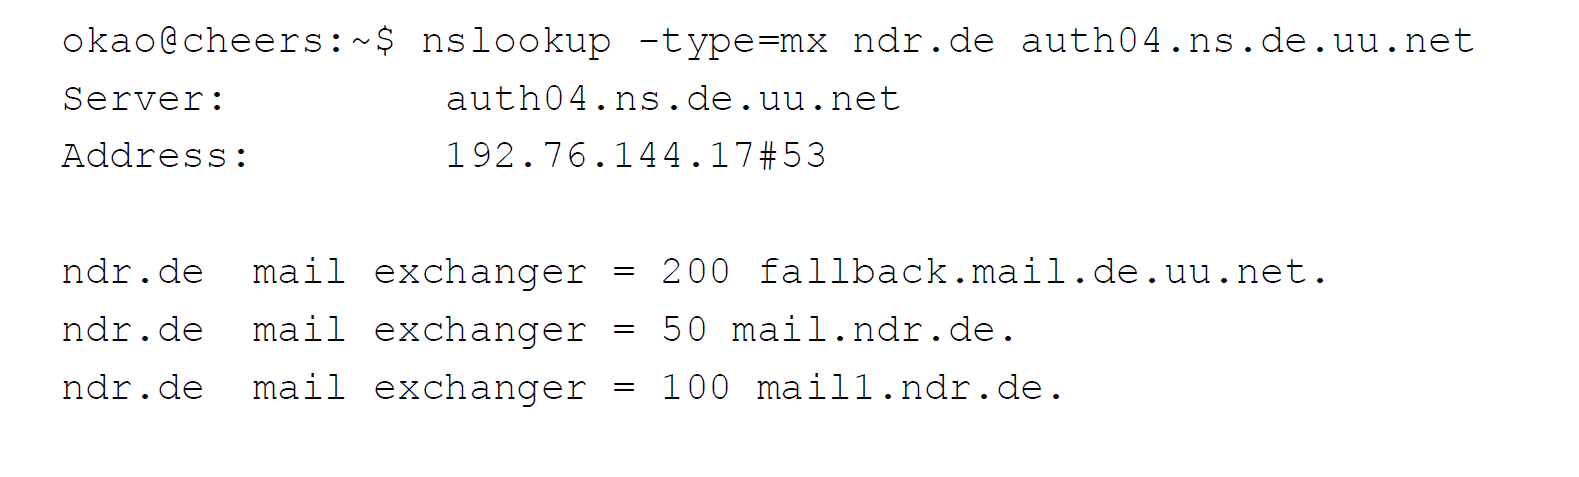 okao@cheers:~$ nslookup -type=mx ndr.de auth04.ns.de.uu.net
Server: auth04.ns.de.uu.net
Address: 192.76.144.17#53
ndr.de mail exchanger = 200 fallback.mail.de.uu.net.
ndr.de mail exchanger = 50 mail.ndr.de.
ndr.de mail exchanger = 100 mail1.ndr.de.